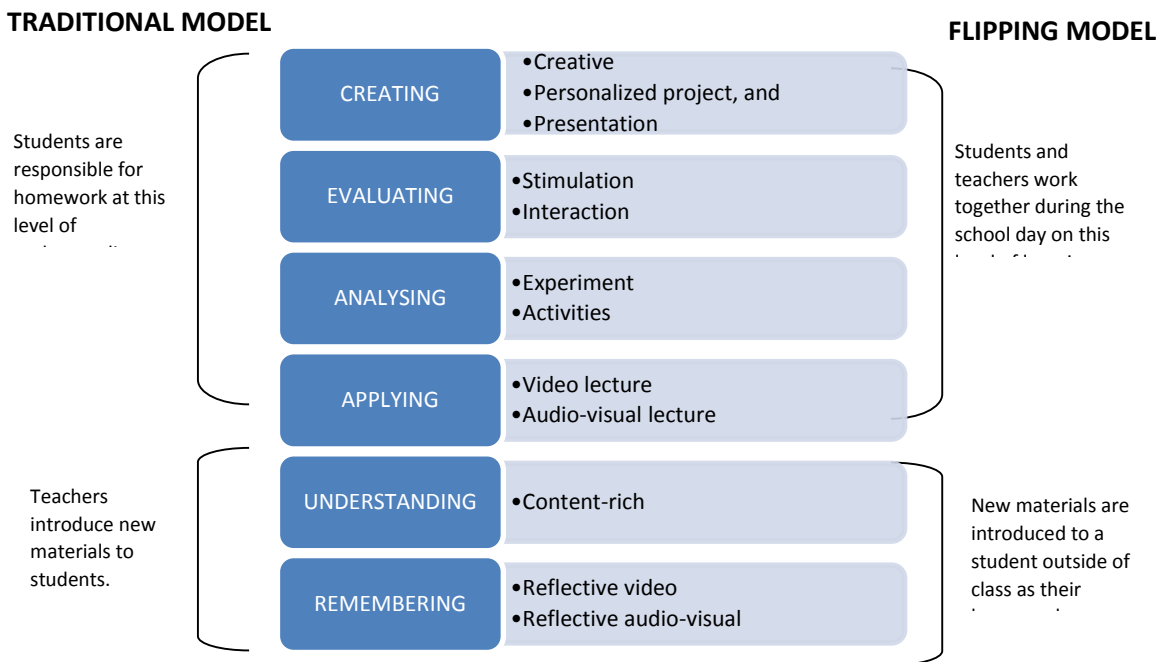 TRADITIONAL MODEL
FLIPPING MODEL
Students are
responsible for
homework at this
level of
CREATING
•Creative
•Personalized project, and
•Presentation
EVALUATING
•Stimulation
•Interaction
ANALYSING
•Experiment
•Activities
APPLYING
•Video lecture
•Audio-visual lecture
Students and
teachers work
together during the
school day on this
Teachers
introduce new
materials to
students.
UNDERSTANDING
•Content-rich
REMEMBERING
•Reflective video
•Reflective audio-visual
New materials are
introduced to a
student outside of
class as their